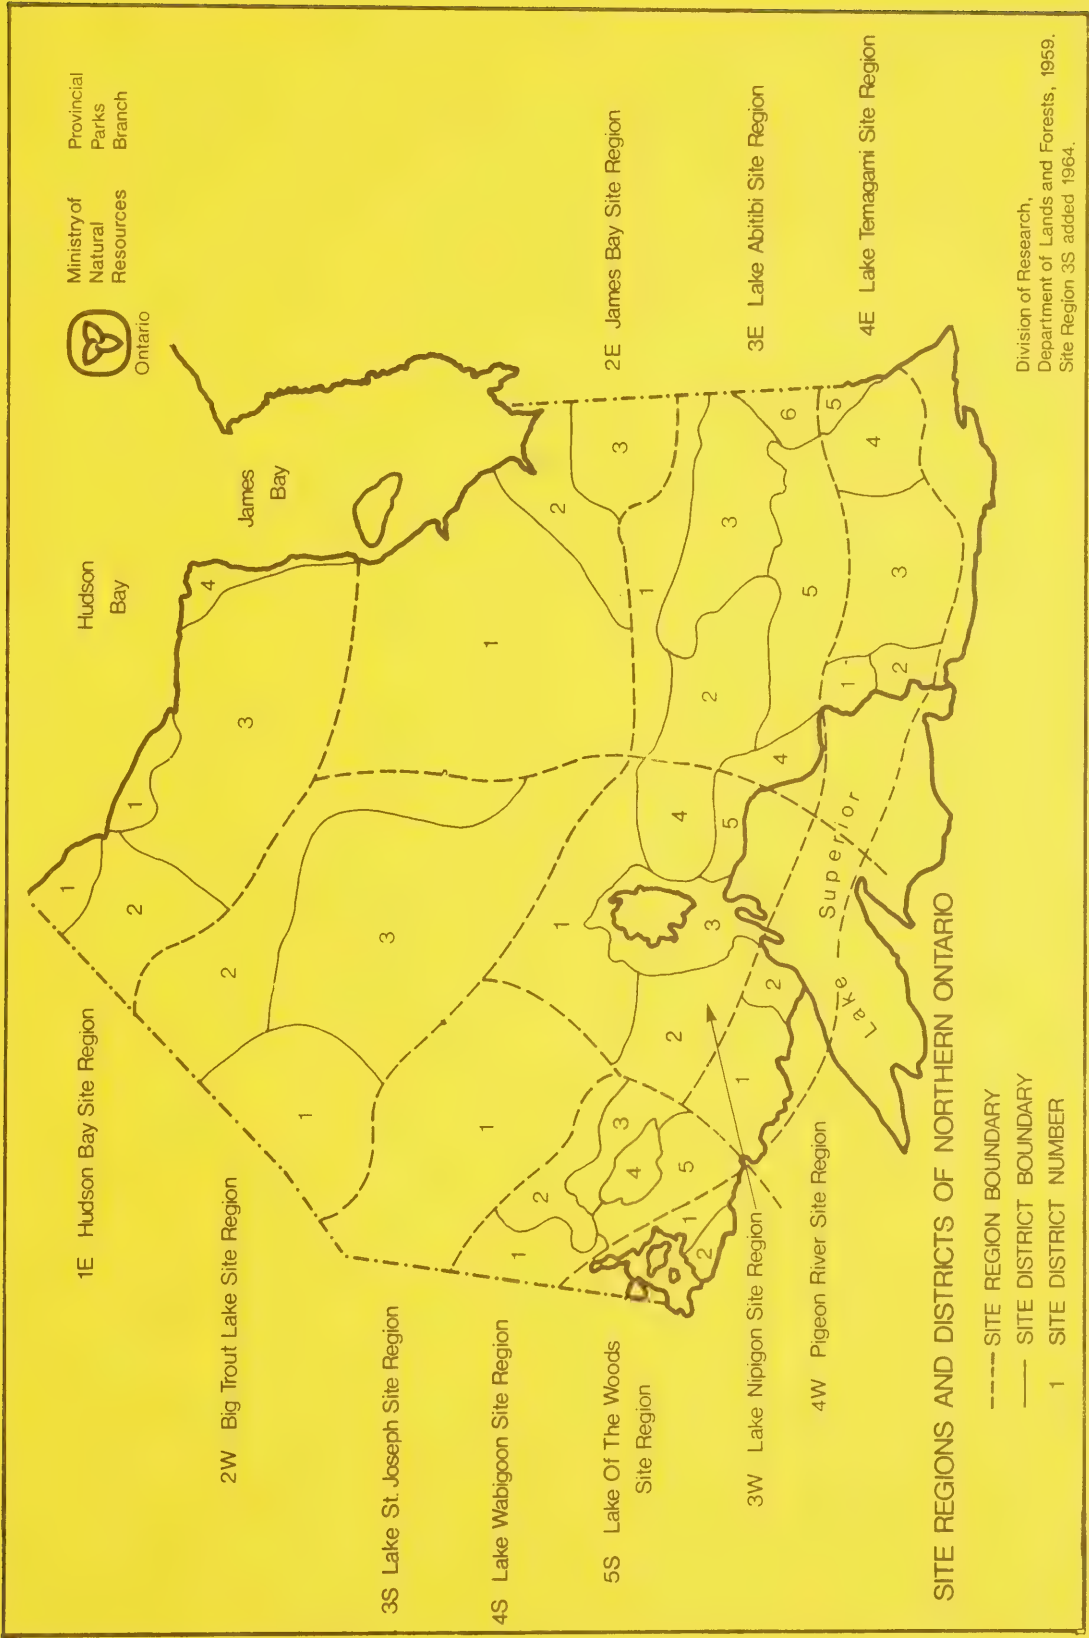 Ontario
Ministry of
Natural
Resources
Provincial
Parks
Branch
Hudson
Bay
James
Bay
1E Hudson Bay Site Region
2W Big Trout Lake Site Region
3S Lake St. Joseph Site Region
4S Lake Wabigoon Site Region
5S Lake Of The Woods
Site Region
3W Lake Nipigon Site Region
4W Pigeon River Site Region
2E James Bay Site Region
3E Lake Abitibi Site Region
4E Lake Temagami Site Region
1
2
1
3
4
2
1
3
1
2
3
1
1
2
3
4
5
1
2
1
2
3
4
5
1
2
1
2
3
4
5
6
1
2
3
4
5
Lake Superior
SITE REGIONS AND DISTRICTS OF NORTHERN ONTARIO
SITE REGION BOUNDARY
SITE DISTRICT BOUNDARY
1 SITE DISTRICT NUMBER
Division of Research,
Department of Lands and Forests, 1959.
Site Region 3S added 1964.